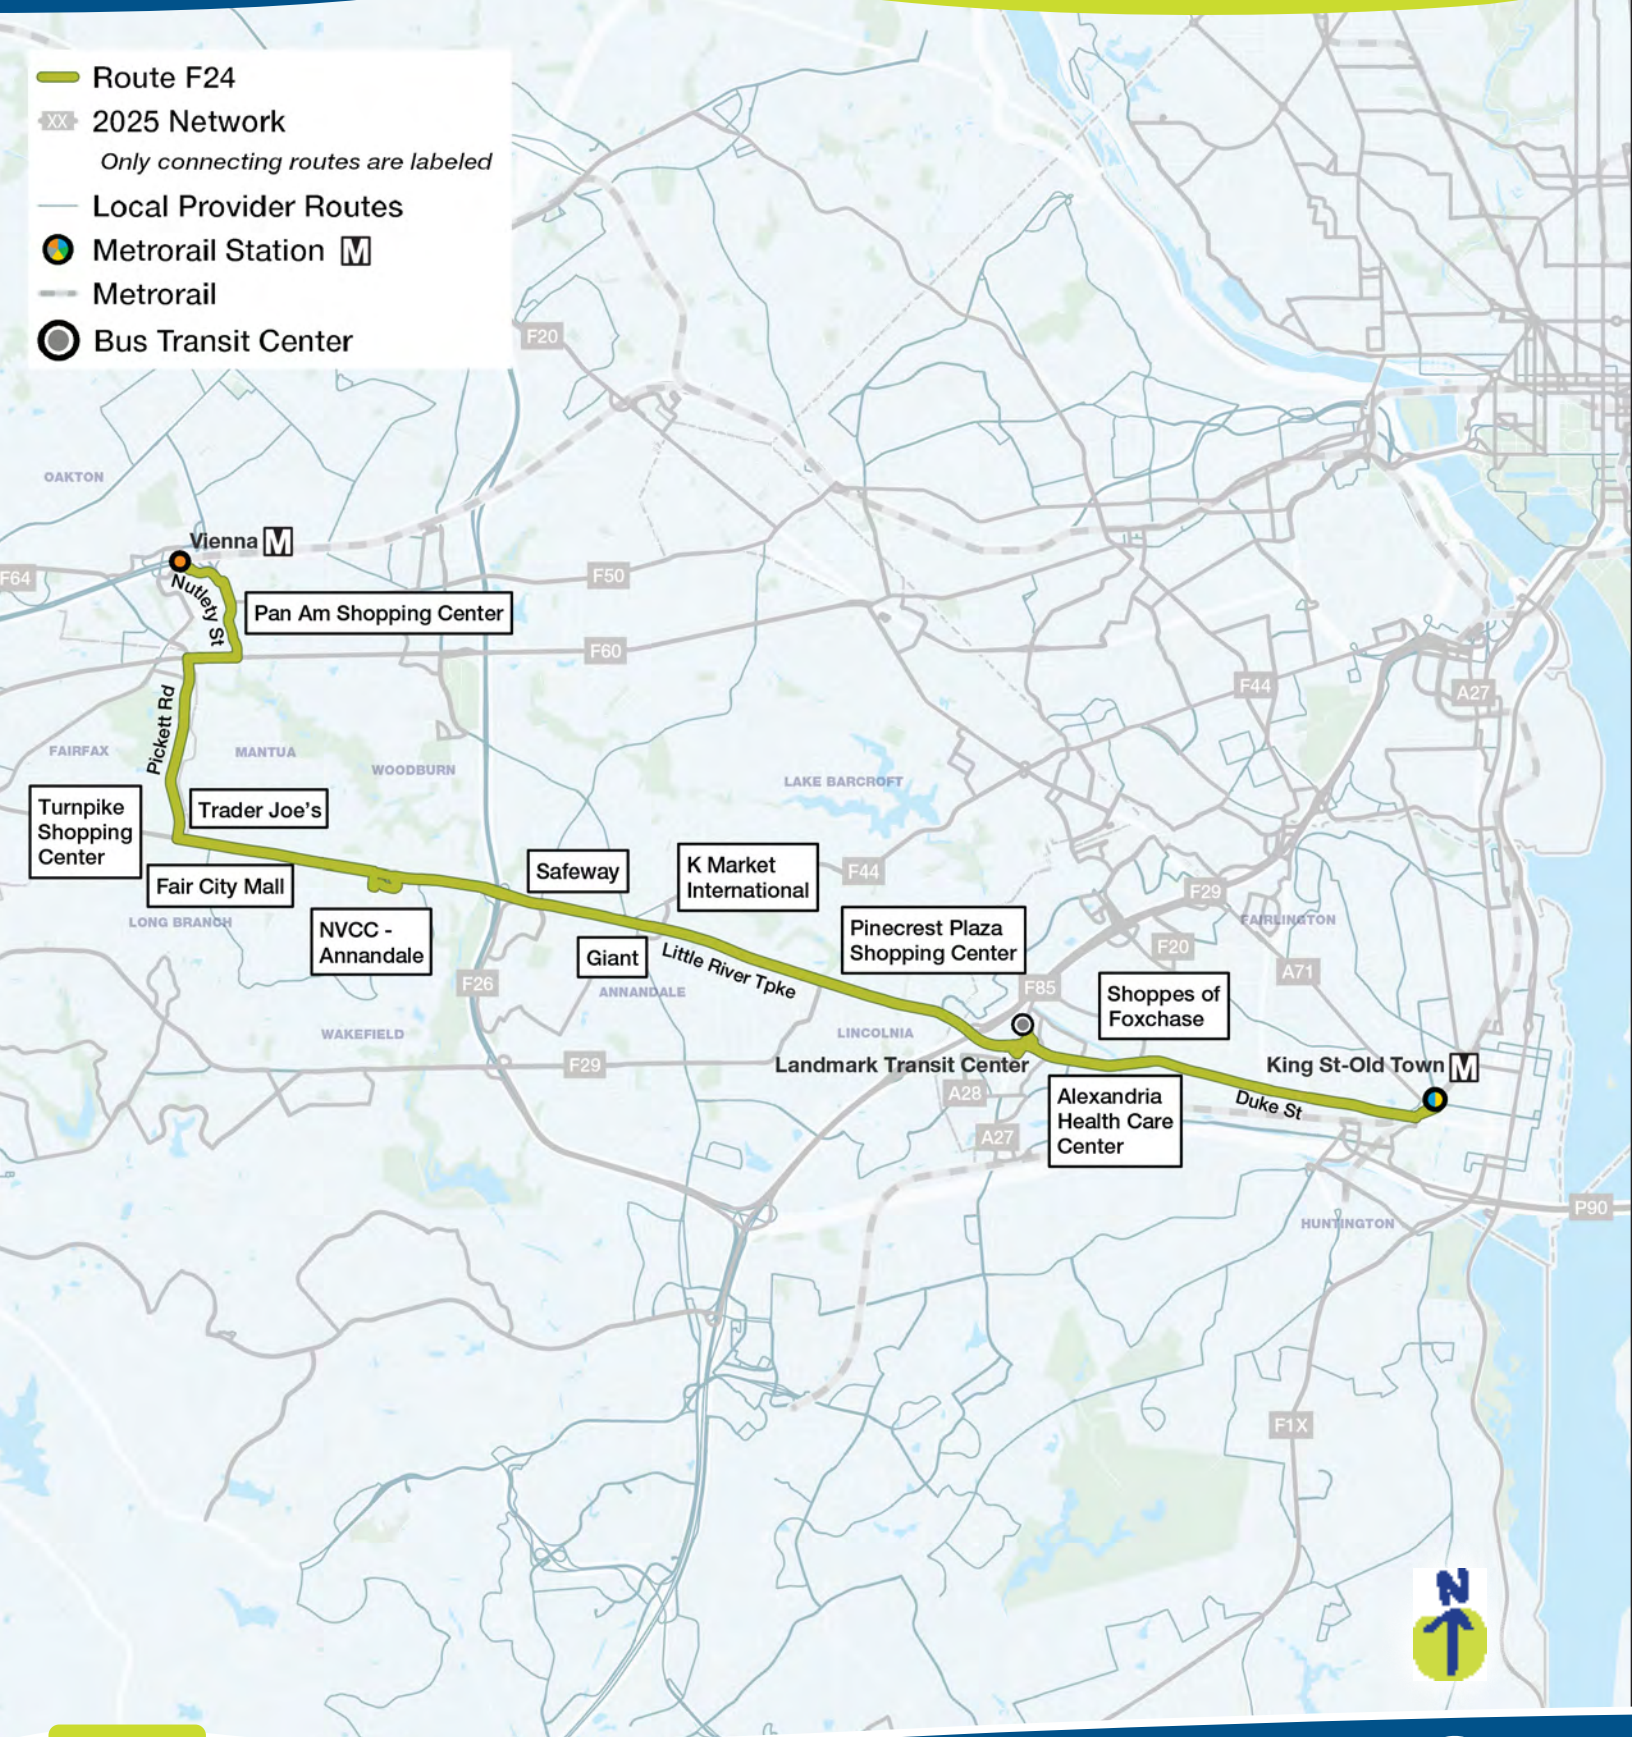 Route F24
XX 2025 Network
Only connecting routes are labeled
Local Provider Routes
Metrorail Station M
Metrorail
Bus Transit Center
F20
OAKTON
Vienna M
F64
Nutlety St
F50
Pan Am Shopping Center
F60
F44
A27
Pickett Rd
FAIRFAX
MANTUA
WOODBURN
LAKE BARCROFT
Turnpike
Shopping
Center
Trader Joe's
Fair City Mall
Safeway
K Market
International
F44
F29
LONG BRANCH
FAIRLINGTON
NVCC -
Annandale
Giant
Little River Tpke
Pinecrest Plaza
Shopping Center
F20
A71
F26
ANNANDALE
F85
Shoppes of
Foxchase
WAKEFIELD
LINCOLNIA
F29
Landmark Transit Center
King St-Old Town M
A28
Alexandria
Health Care
Center
Duke St
A27
P90
HUNTINGTON
F1X
N